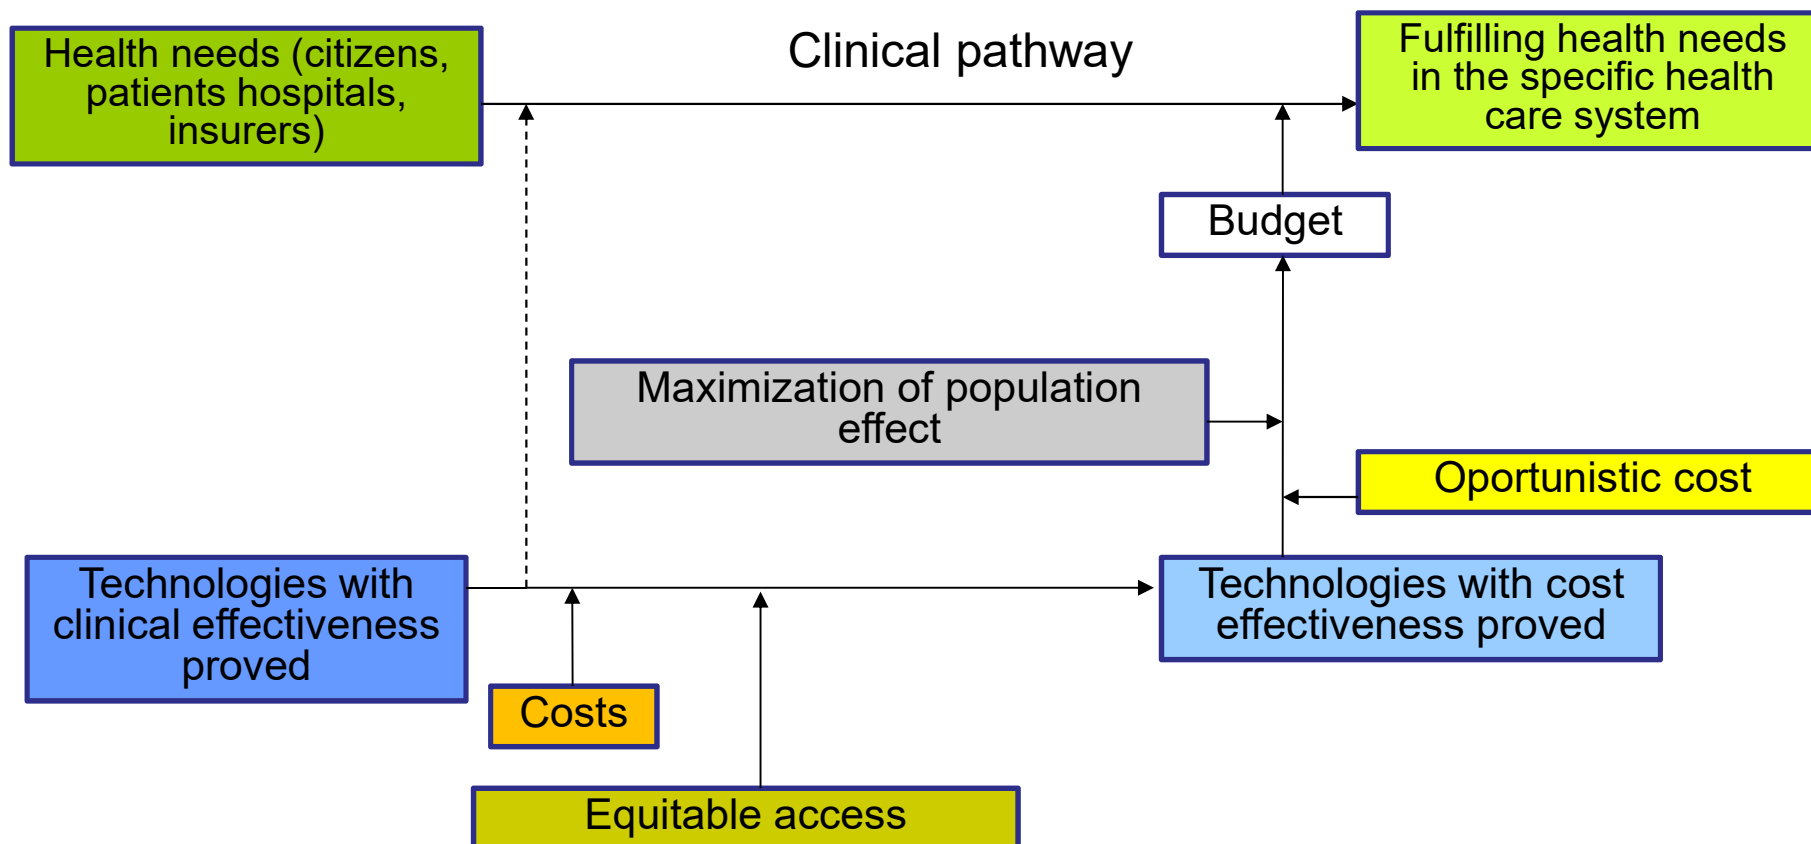 Health needs (citizens,
patients hospitals,
insurers)
Clinical pathway
Fulfilling health needs
in the specific health
care system
Budget
Maximization of population
effect
Oportunistic cost
Technologies with
clinical effectiveness
proved
Technologies with cost
effectiveness proved
Costs
Equitable access